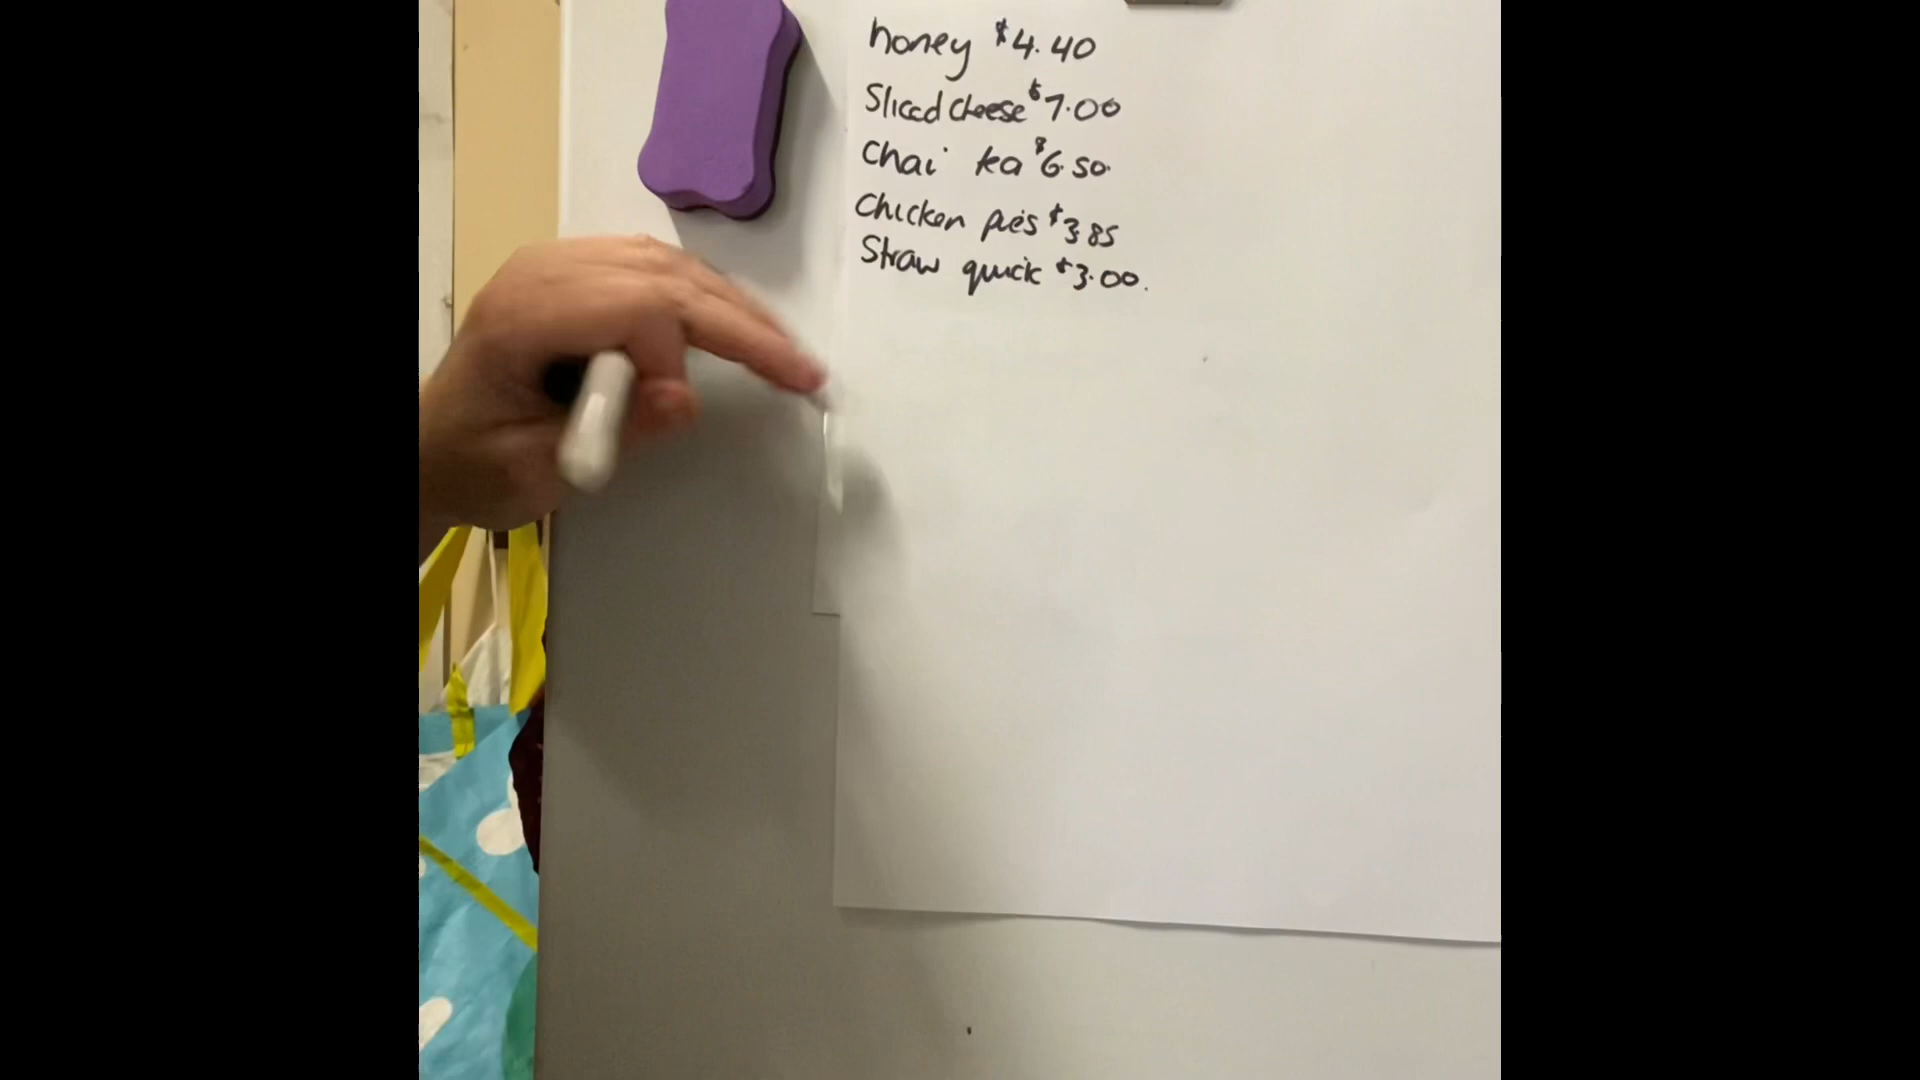 honey $4.40
Sliced cheese $7.00
Chai tea $6.50
Chicken pies $3.85
Straw quick $3.00.